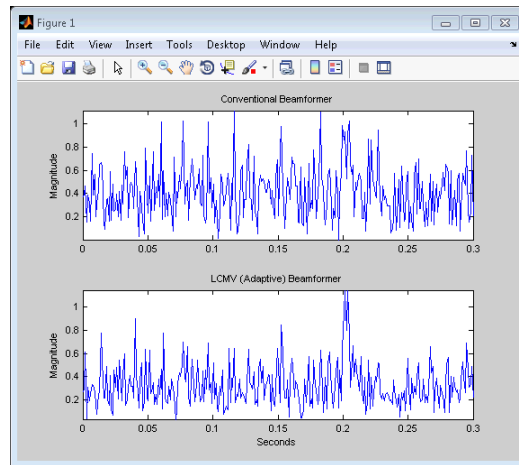 Figure 1
File Edit View Insert Tools Desktop Window Help
Conventional Beamformer
Magnitude
1
0.8
0.6
0.4
0.2
0 0.05 0.1 0.15 0.2 0.25 0.3
LCMV (Adaptive) Beamformer
Magnitude
1
0.8
0.6
0.4
0.2
0 0.05 0.1 0.15 0.2 0.25 0.3
Seconds